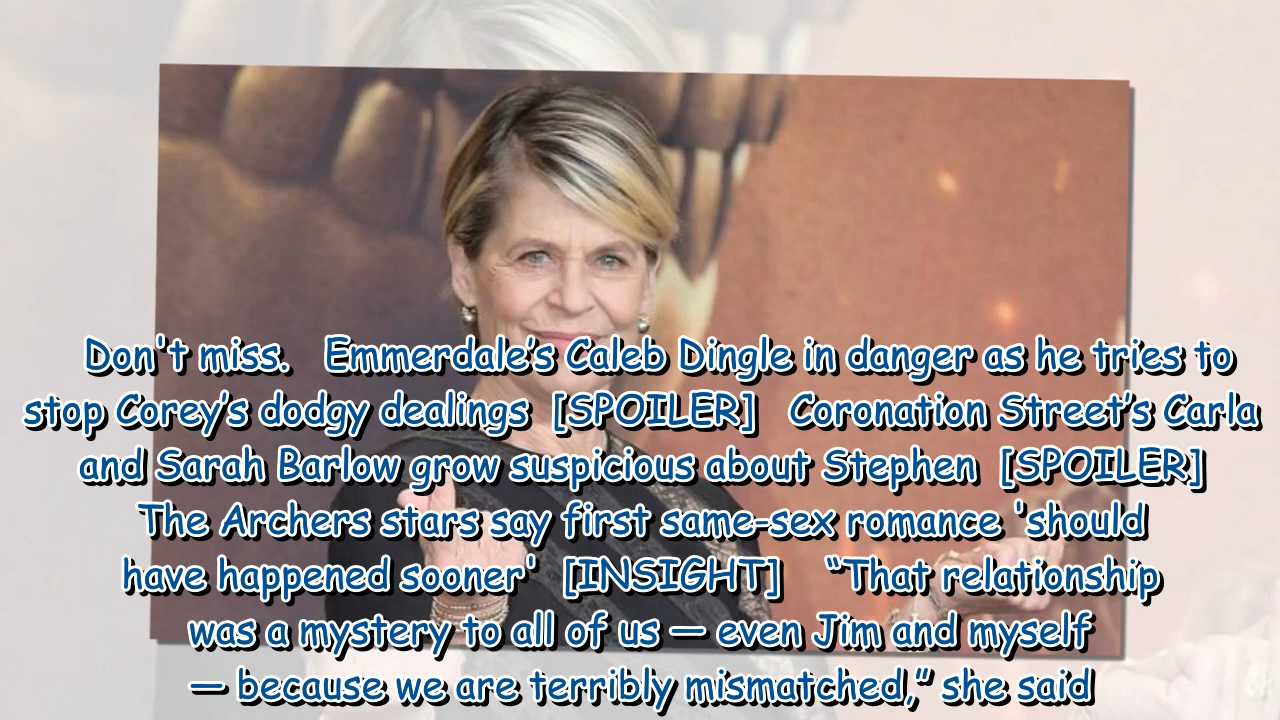 Don't miss. Emmerdale’s Caleb Dingle in danger as he tries to
stop Corey’s dodgy dealings [SPOILER] Coronation Street’s Carla
and Sarah Barlow grow suspicious about Stephen [SPOILER]
The Archers stars say first same-sex romance 'should
have happened sooner' [INSIGHT] “That relationship
was a mystery to all of us — even Jim and myself
— because we are terribly mismatched,” she said